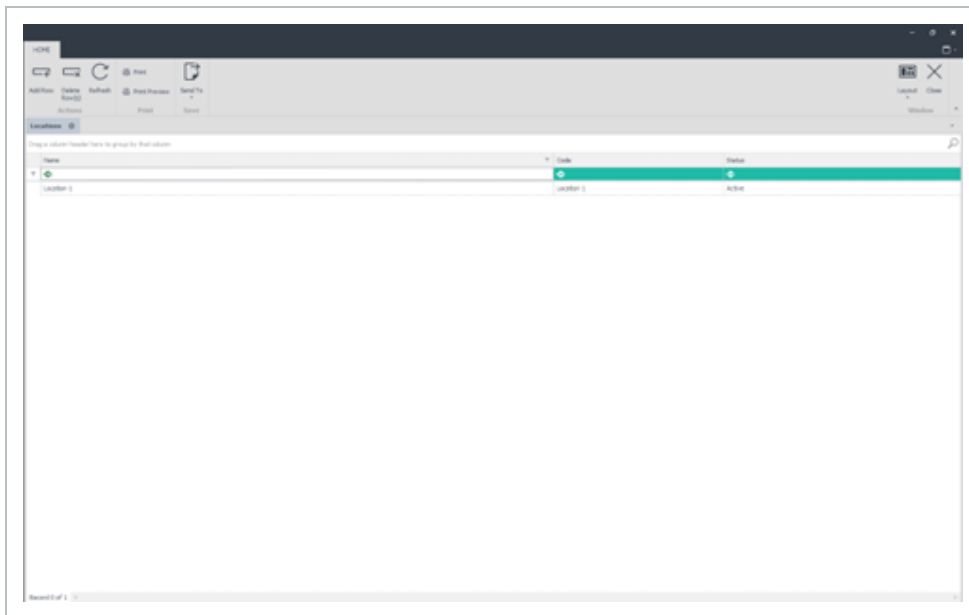 HOME
Add Row Delete Row(s) Refresh Print Print Preview Send To Layout Close
Actions Print Save Window
Locations
Drag a column header here to group by that column
Name Code Status
Location 1 Location 1 Active
Record 0 of 1